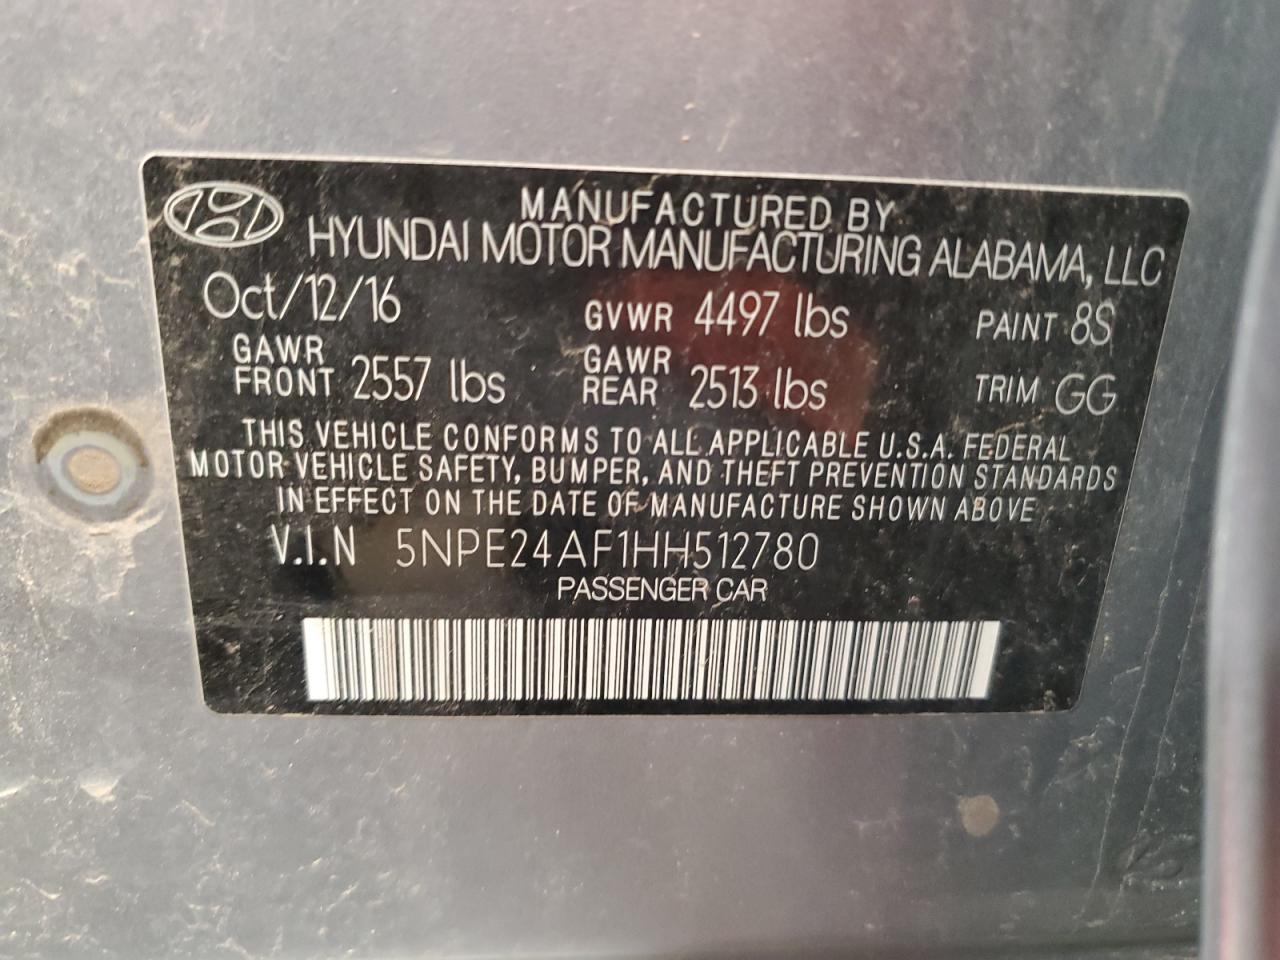 MANUFACTURED BY
HYUNDAI MOTOR MANUFACTURING ALABAMA, LLC
Oct/12/16 GVWR 4497 lbs PAINT 8S
GAWR FRONT 2557 lbs GAWR REAR 2513 lbs TRIM GG
THIS VEHICLE CONFORMS TO ALL APPLICABLE U.S.A. FEDERAL
MOTOR VEHICLE SAFETY, BUMPER, AND THEFT PREVENTION STANDARDS
IN EFFECT ON THE DATE OF MANUFACTURE SHOWN ABOVE
V.I.N 5NPE24AF1HH512780
PASSENGER CAR